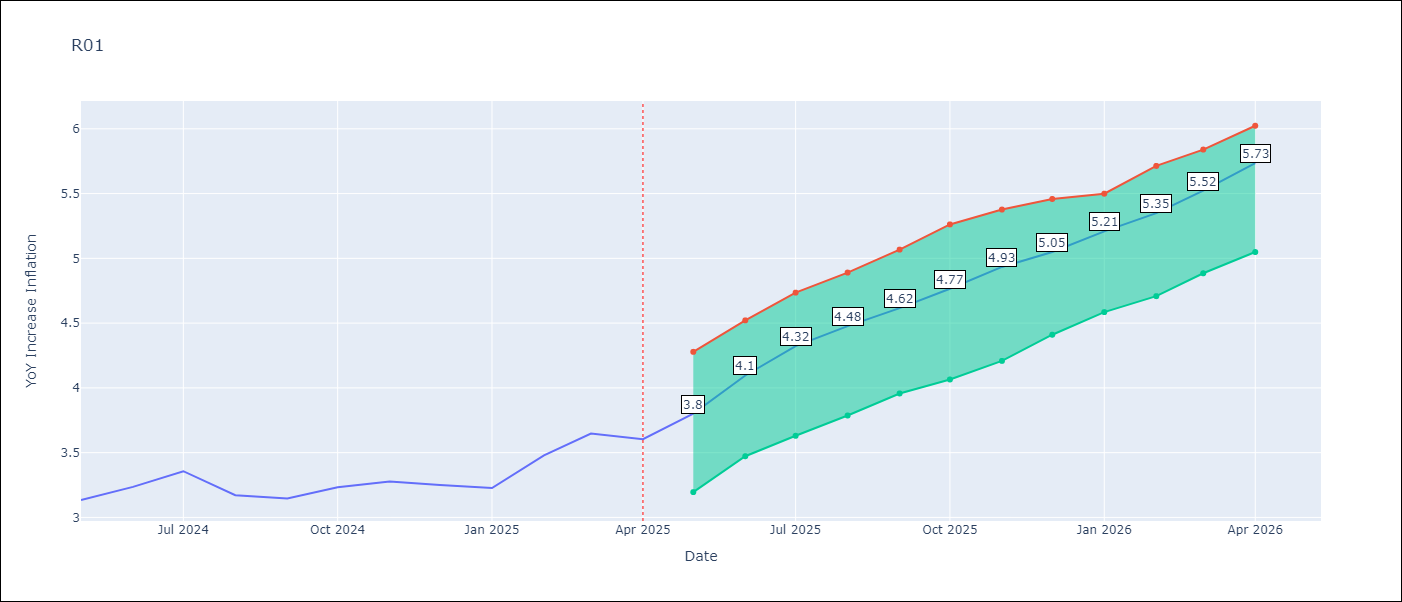 R01
YoY Increase Inflation
6
5.5
5
4.5
4
3.5
3
3.8
4.1
4.32
4.48
4.62
4.77
4.93
5.05
5.21
5.35
5.52
5.73
Jul 2024
Oct 2024
Jan 2025
Apr 2025
Jul 2025
Oct 2025
Jan 2026
Apr 2026
Date